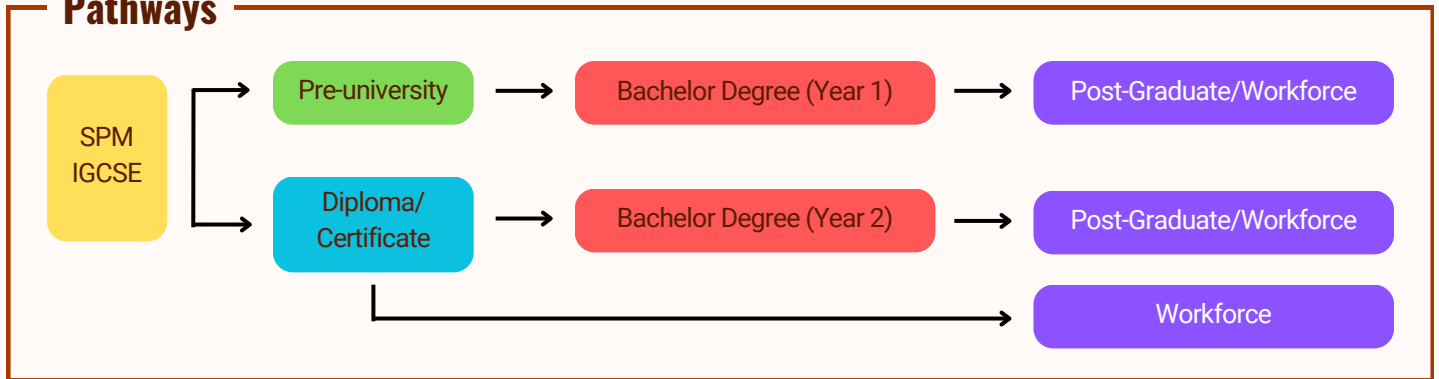 Pathways
SPM
IGCSE
Pre-university
Bachelor Degree (Year 1)
Post-Graduate/Workforce
Diploma/
Certificate
Bachelor Degree (Year 2)
Post-Graduate/Workforce
Workforce